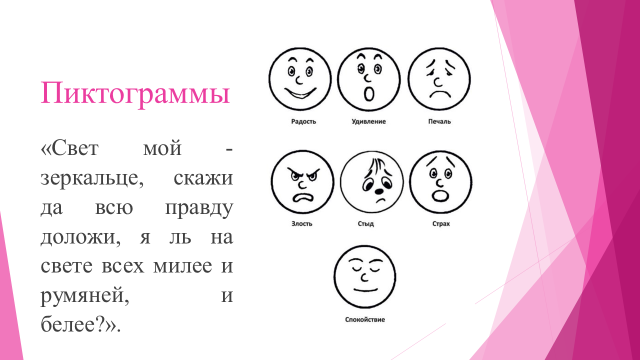 Пиктограммы
«Свет мой -
зеркальце, скажи
да всю правду
доложи, я ль на
свете всех милее и
румяней, и
белее?».
Радость Удивление Печаль
Злость Стыд Страх
Спокойствие